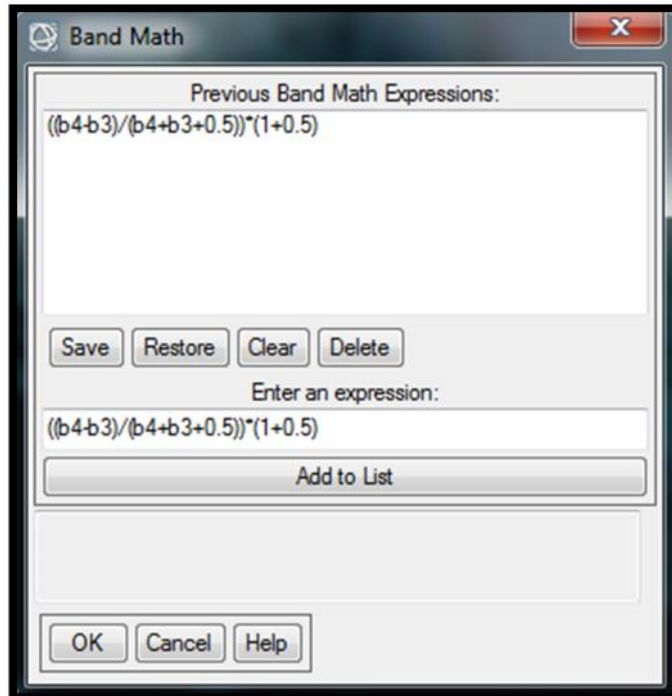 Band Math
X
Previous Band Math Expressions:
((b4-b3)/(b4+b3+0.5))*(1+0.5)
Save Restore Clear Delete
Enter an expression:
((b4-b3)/(b4+b3+0.5))*(1+0.5)
Add to List
OK Cancel Help